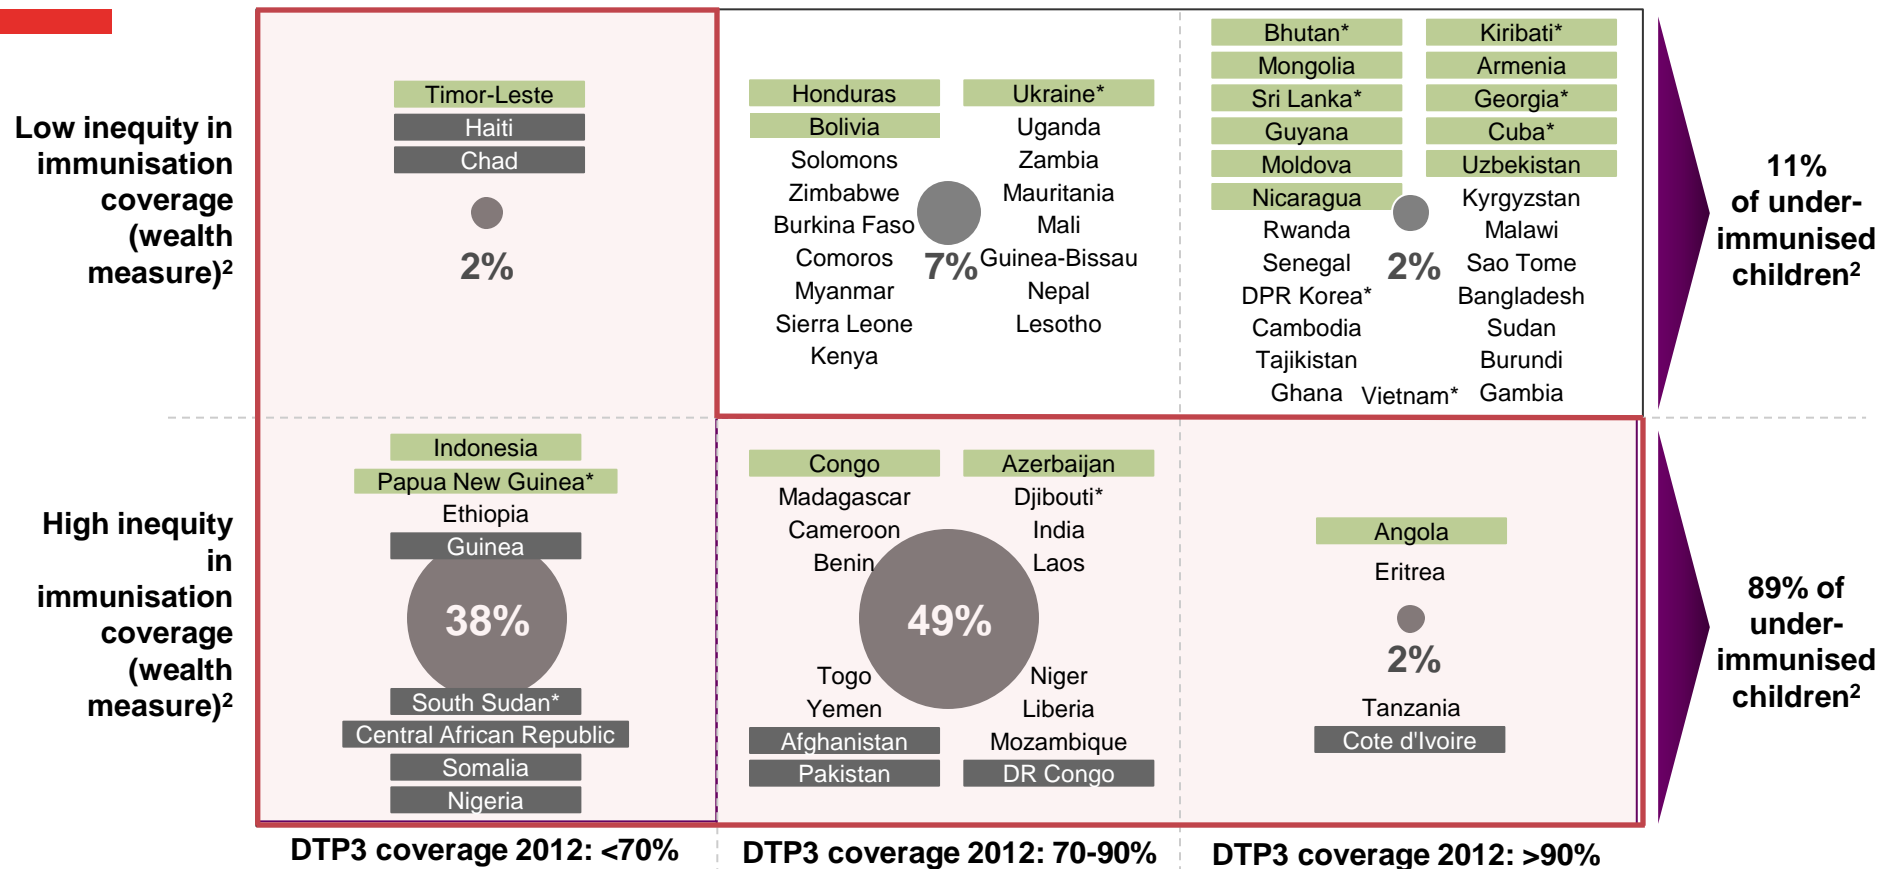 Low inequity in
immunisation
coverage
(wealth
measure)2
Timor-Leste
Haiti
Chad
2%
Honduras
Bolivia
Solomons
Zimbabwe
Burkina Faso
Comoros
Myanmar
Sierra Leone
Kenya
7%
Ukraine*
Uganda
Zambia
Mauritania
Mali
Guinea-Bissau
Nepal
Lesotho
Bhutan*
Mongolia
Sri Lanka*
Guyana
Moldova
Nicaragua
Rwanda
Senegal
DPR Korea*
Cambodia
Tajikistan
Ghana
2%
Vietnam*
Kiribati*
Armenia
Georgia*
Cuba*
Uzbekistan
Kyrgyzstan
Malawi
Sao Tome
Bangladesh
Sudan
Burundi
Gambia
11%
of under-
immunised
children2
High inequity
in
immunisation
coverage
(wealth
measure)2
Indonesia
Papua New Guinea*
Ethiopia
Guinea
38%
South Sudan*
Central African Republic
Somalia
Nigeria
Congo
Madagascar
Cameroon
Benin
Azerbaijan
Djibouti*
India
Laos
49%
Togo
Yemen
Afghanistan
Pakistan
Niger
Liberia
Mozambique
DR Congo
Angola
Eritrea
2%
Tanzania
Cote d'Ivoire
89% of
under-
immunised
children2
DTP3 coverage 2012: <70%
DTP3 coverage 2012: 70-90%
DTP3 coverage 2012: >90%